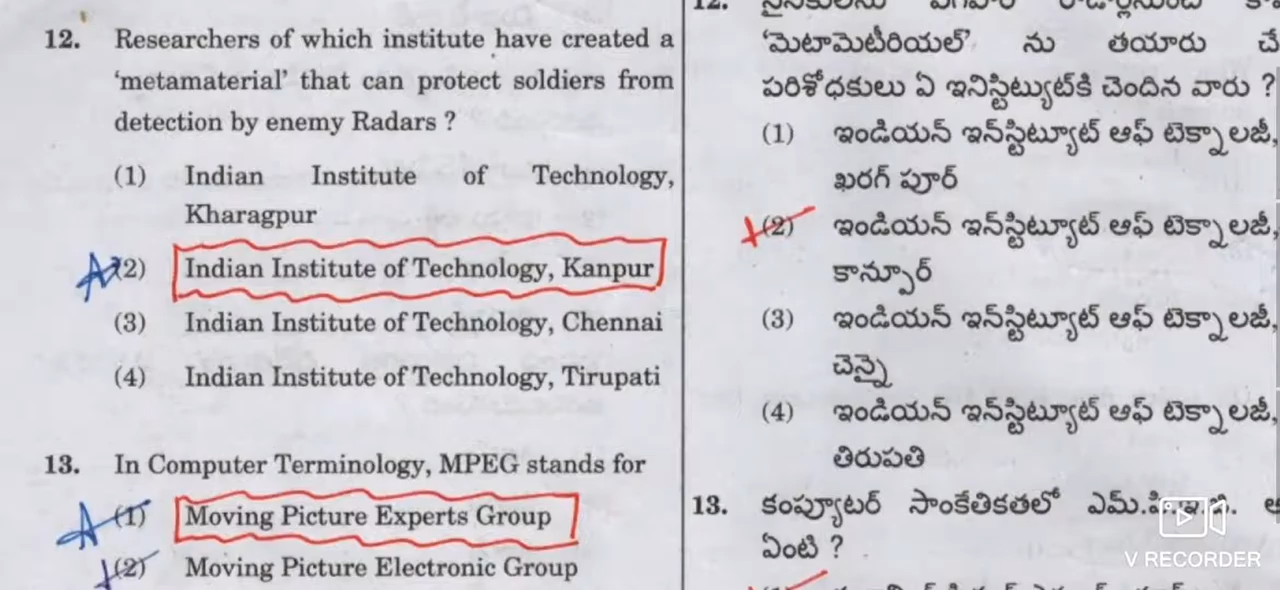 12. Researchers of which institute have created a
'metamaterial' that can protect soldiers from
detection by enemy Radars ?
(1) Indian Institute of Technology,
Kharagpur
(2) Indian Institute of Technology, Kanpur
(3) Indian Institute of Technology, Chennai
(4) Indian Institute of Technology, Tirupati
13. In Computer Terminology, MPEG stands for
(1) Moving Picture Experts Group
(2) Moving Picture Electronic Group
12.
'మెటామెటీరియల్' ను తయారు చే
పరిశోధకులు ఏ ఇనిస్టిట్యుట్‌కి చెందిన వారు ?
(1) ఇండియన్ ఇన్‌స్టిట్యూట్ ఆఫ్ టెక్నాలజీ,
ఖరగ్ పూర్
(2) ఇండియన్ ఇన్‌స్టిట్యూట్ ఆఫ్ టెక్నాలజీ,
కాన్పూర్
(3) ఇండియన్ ఇన్‌స్టిట్యూట్ ఆఫ్ టెక్నాలజీ,
చెన్నై
(4) ఇండియన్ ఇన్‌స్టిట్యూట్ ఆఫ్ టెక్నాలజీ,
తిరుపతి
13. కంప్యూటర్ సాంకేతికతలో ఎమ్.పి.ఇ.జి.
ఏంటి ?
V RECORDER